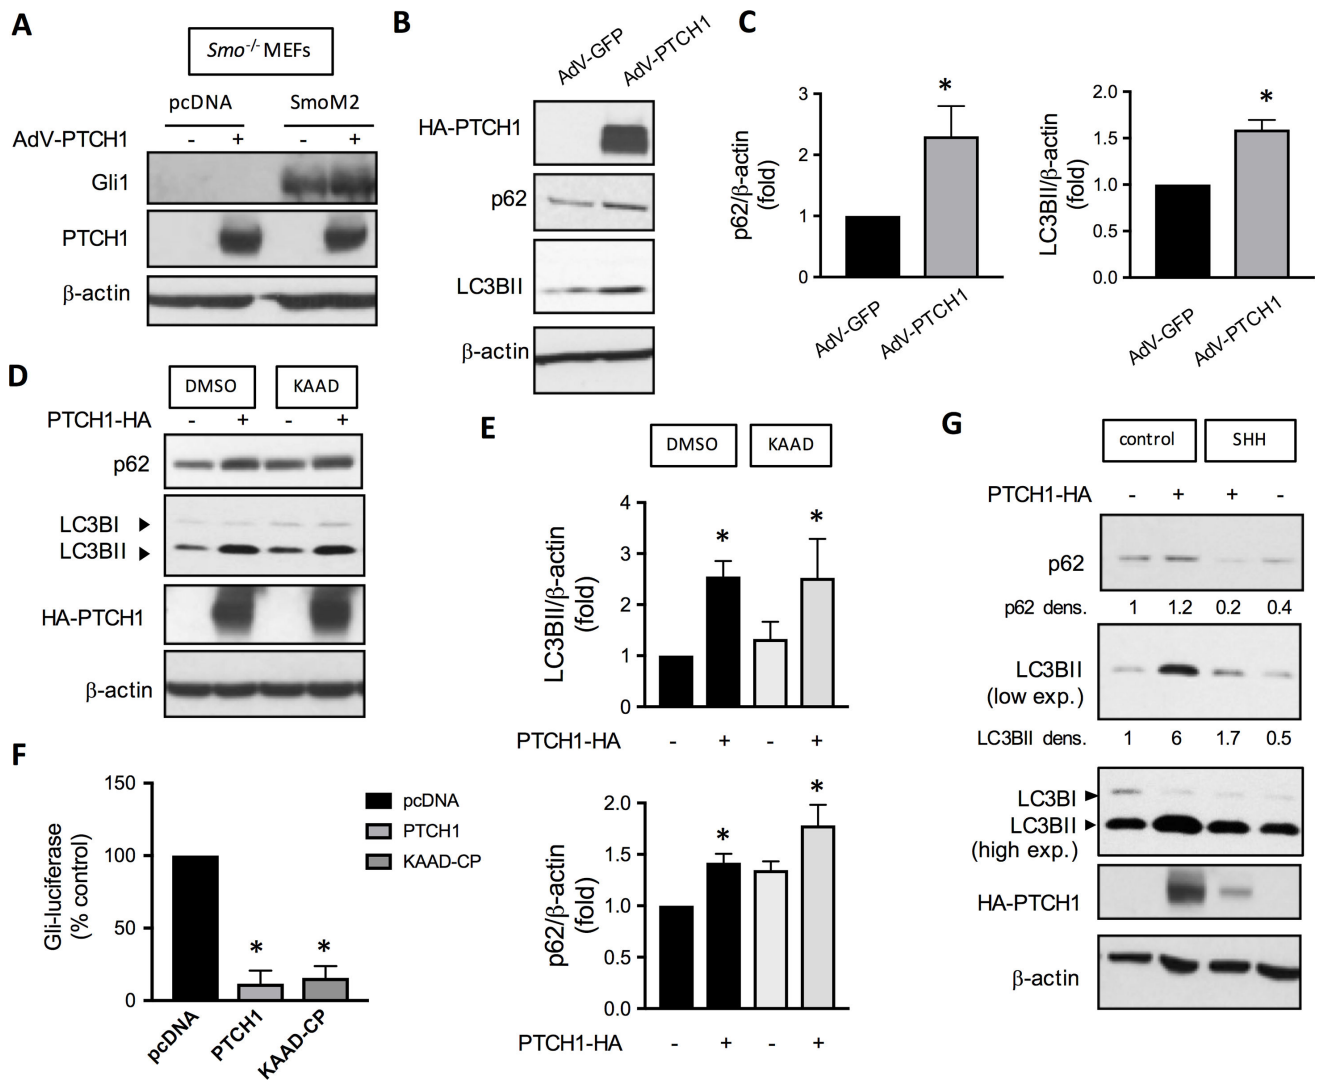 A
Smo-/- MEFs
pcDNA SmoM2
AdV-PTCH1 - + - +
Gli1
PTCH1
β-actin
B
AdV-GFP
AdV-PTCH1
HA-PTCH1
p62
LC3BII
β-actin
C
p62/β-actin
(fold)
3
2
1
0
*
AdV-GFP
AdV-PTCH1
LC3BII/β-actin
(fold)
2.0
1.5
1.0
0.5
0.0
*
AdV-GFP
AdV-PTCH1
D
DMSO KAAD
PTCH1-HA - + - +
p62
LC3BI
LC3BII
HA-PTCH1
β-actin
E
DMSO KAAD
LC3BII/β-actin
(fold)
4
3
2
1
0
* *
PTCH1-HA - + - +
p62/β-actin
(fold)
2.0
1.5
1.0
0.5
0.0
* *
PTCH1-HA - + - +
F
Gli-luciferase
(% control)
150
100
50
0
* *
pcDNA
PTCH1
KAAD-CP
pcDNA
PTCH1
KAAD-CP
G
control SHH
PTCH1-HA - + + -
p62
p62 dens. 1 1.2 0.2 0.4
LC3BII
(low exp.)
LC3BII dens. 1 6 1.7 0.5
LC3BI
LC3BII
(high exp.)
HA-PTCH1
β-actin